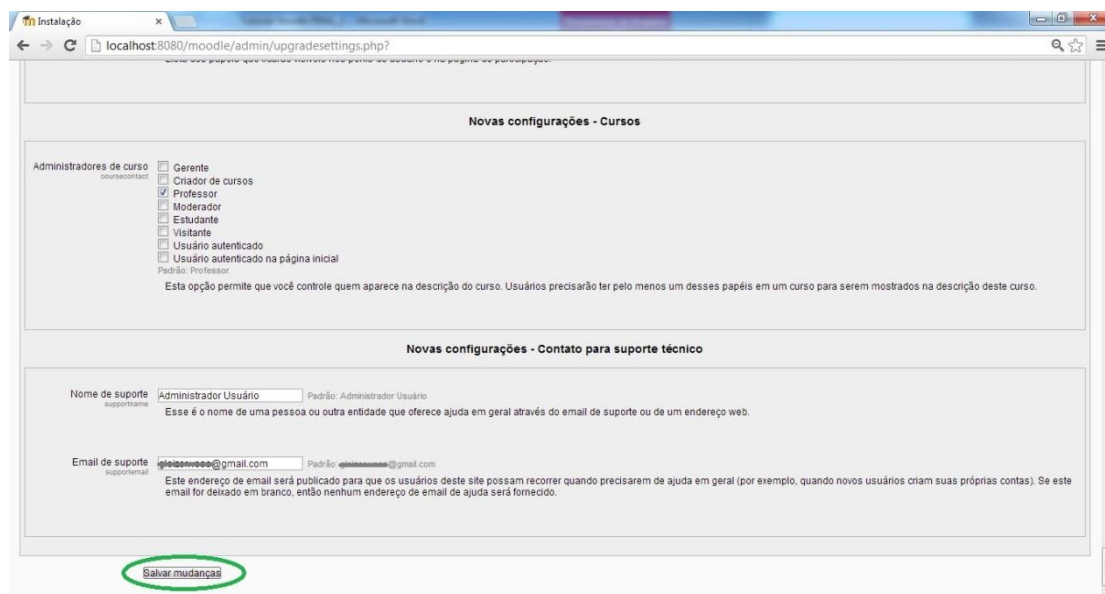 Instalação
localhost:8080/moodle/admin/upgradesettings.php?
Novas configurações - Cursos
Administradores de curso
coursecontact
Gerente
Criador de cursos
Professor
Moderador
Estudante
Visitante
Usuário autenticado
Usuário autenticado na página inicial
Padrão: Professor
Esta opção permite que você controle quem aparece na descrição do curso. Usuários precisarão ter pelo menos um desses papéis em um curso para serem mostrados na descrição deste curso.
Novas configurações - Contato para suporte técnico
Nome de suporte
supportname
Administrador Usuário
Padrão: Administrador Usuário
Esse é o nome de uma pessoa ou outra entidade que oferece ajuda em geral através do email de suporte ou de um endereço web.
Email de suporte
supportemail
@gmail.com
Padrão: @gmail.com
Este endereço de email será publicado para que os usuários deste site possam recorrer quando precisarem de ajuda em geral (por exemplo, quando novos usuários criam suas próprias contas). Se este
email for deixado em branco, então nenhum endereço de email de ajuda será fornecido.
Salvar mudanças